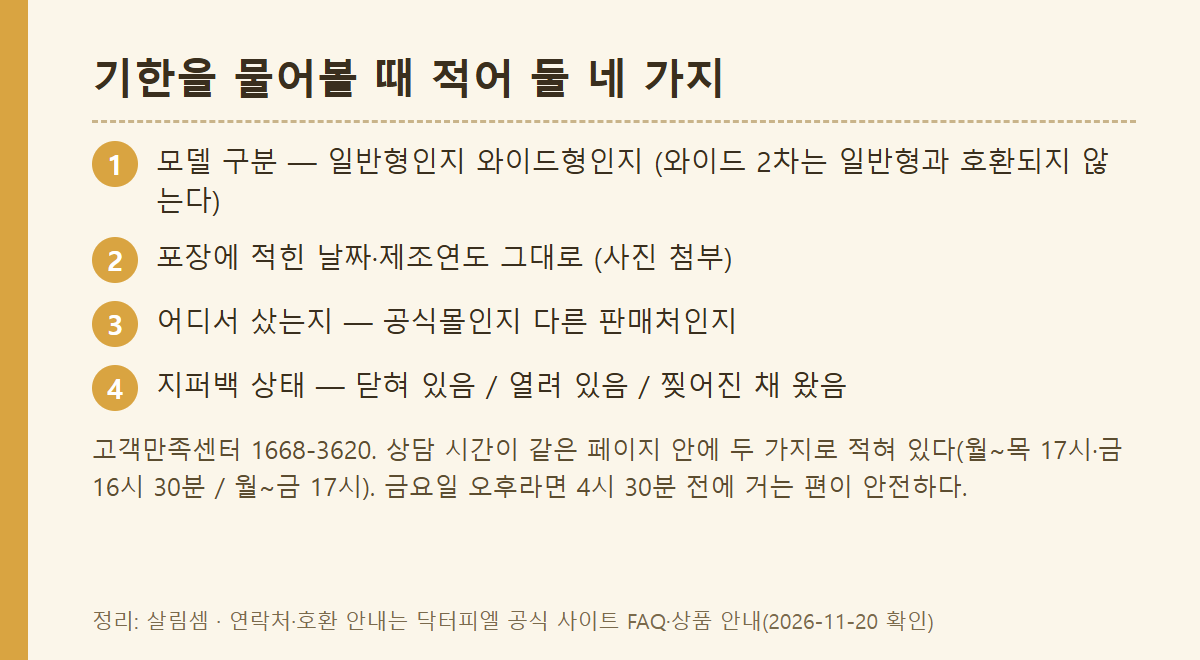 기한을 물어볼 때 적어 둘 네 가지
1 모델 구분 — 일반형인지 와이드형인지 (와이드 2차는 일반형과 호환되지 않
는다)
2 포장에 적힌 날짜·제조연도 그대로 (사진 첨부)
3 어디서 샀는지 — 공식몰인지 다른 판매처인지
4 지퍼백 상태 — 닫혀 있음 / 열려 있음 / 찢어진 채 왔음
고객만족센터 1668-3620. 상담 시간이 같은 페이지 안에 두 가지로 적혀 있다(월~목 17시·금
16시 30분 / 월~금 17시). 금요일 오후라면 4시 30분 전에 거는 편이 안전하다.
정리: 살림셈 · 연락처·호환 안내는 닥터피엘 공식 사이트 FAQ·상품 안내(2026-11-20 확인)